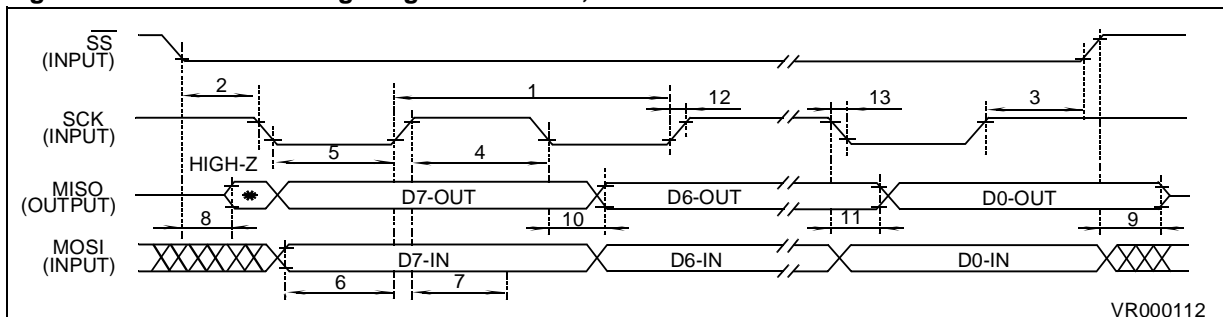 SS
(INPUT)
2
1
12
13
3
SCK
(INPUT)
5
4
HIGH-Z
MISO
(OUTPUT)
*
D7-OUT
D6-OUT
D0-OUT
8
10
11
9
MOSI
(INPUT)
D7-IN
D6-IN
D0-IN
6
7
VR000112